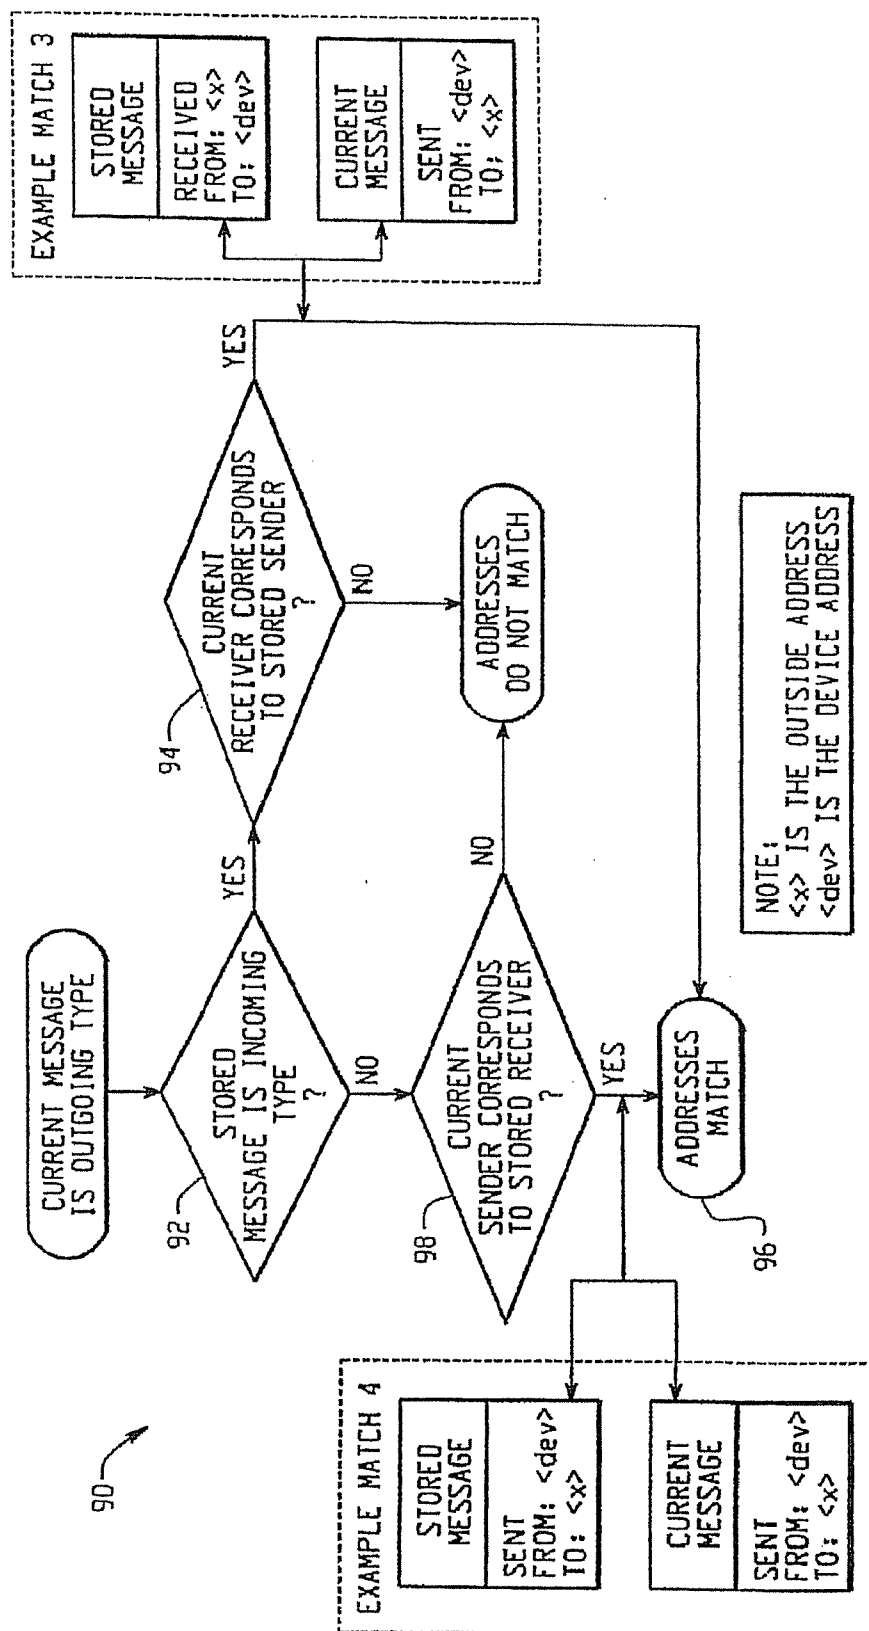 90
CURRENT MESSAGE
IS OUTGOING TYPE
92
STORED
MESSAGE IS INCOMING
TYPE
?
YES
NO
94
CURRENT
RECEIVER CORRESPONDS
TO STORED SENDER
?
YES
NO
98
CURRENT
SENDER CORRESPONDS
TO STORED RECEIVER
?
NO
YES
ADDRESSES
DO NOT MATCH
ADDRESSES
MATCH
96
EXAMPLE MATCH 3
STORED
MESSAGE
RECEIVED
FROM: <x>
TO: <dev>
CURRENT
MESSAGE
SENT
FROM: <dev>
TO: <x>
EXAMPLE MATCH 4
STORED
MESSAGE
SENT
FROM: <dev>
TO: <x>
CURRENT
MESSAGE
SENT
FROM: <dev>
TO: <x>
NOTE:
<x> IS THE OUTSIDE ADDRESS
<dev> IS THE DEVICE ADDRESS